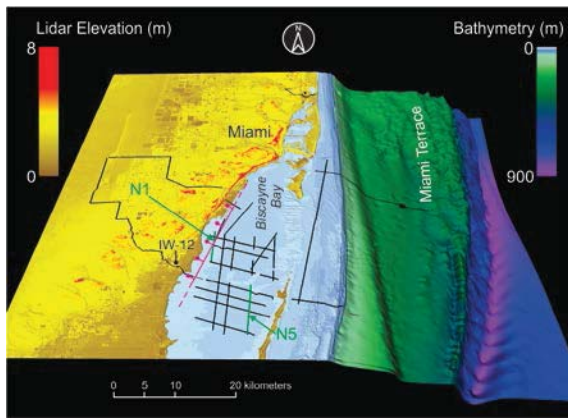 Lidar Elevation (m)
N
Bathymetry (m)
8
0
0
900
Miami
Miami Terrace
N1
Biscayne
Bay
IW-12
N5
0 5 10 20 kilometers